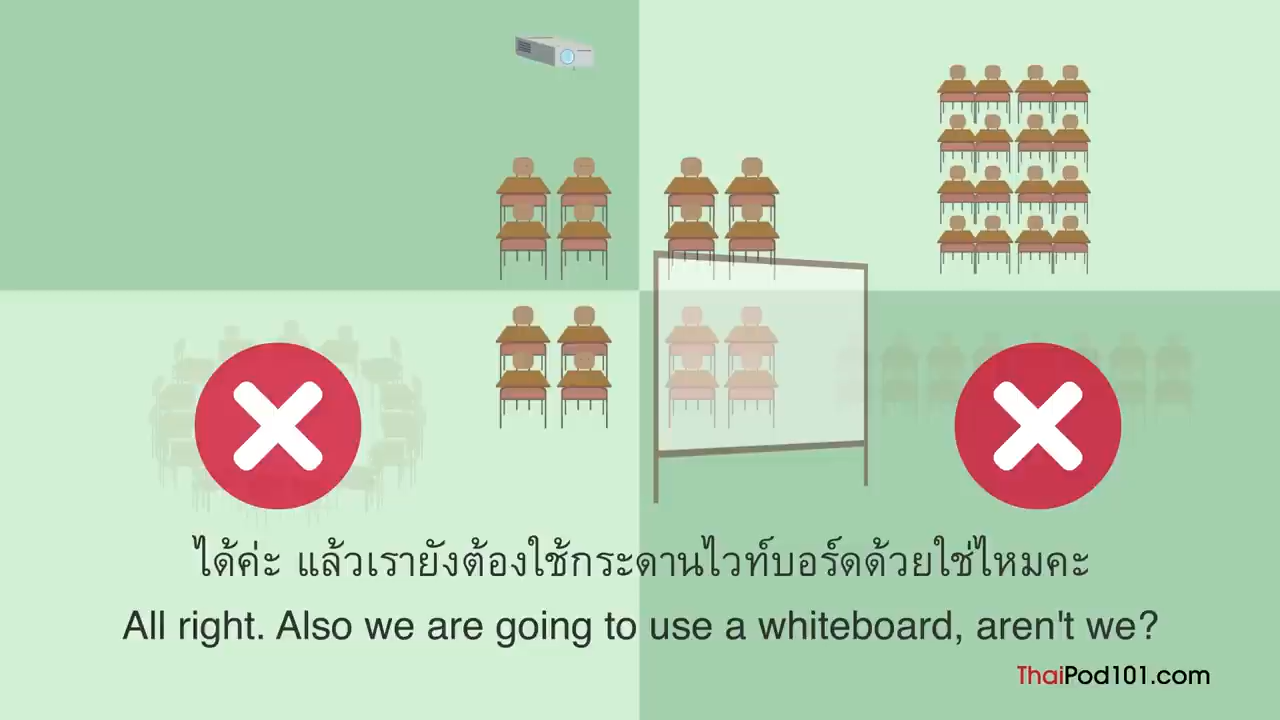 ได้ค่ะ แล้วเรายังต้องใช้กระดานไวท์บอร์ดด้วยใช่ไหมคะ
All right. Also we are going to use a whiteboard, aren't we?
ThaiPod101.com